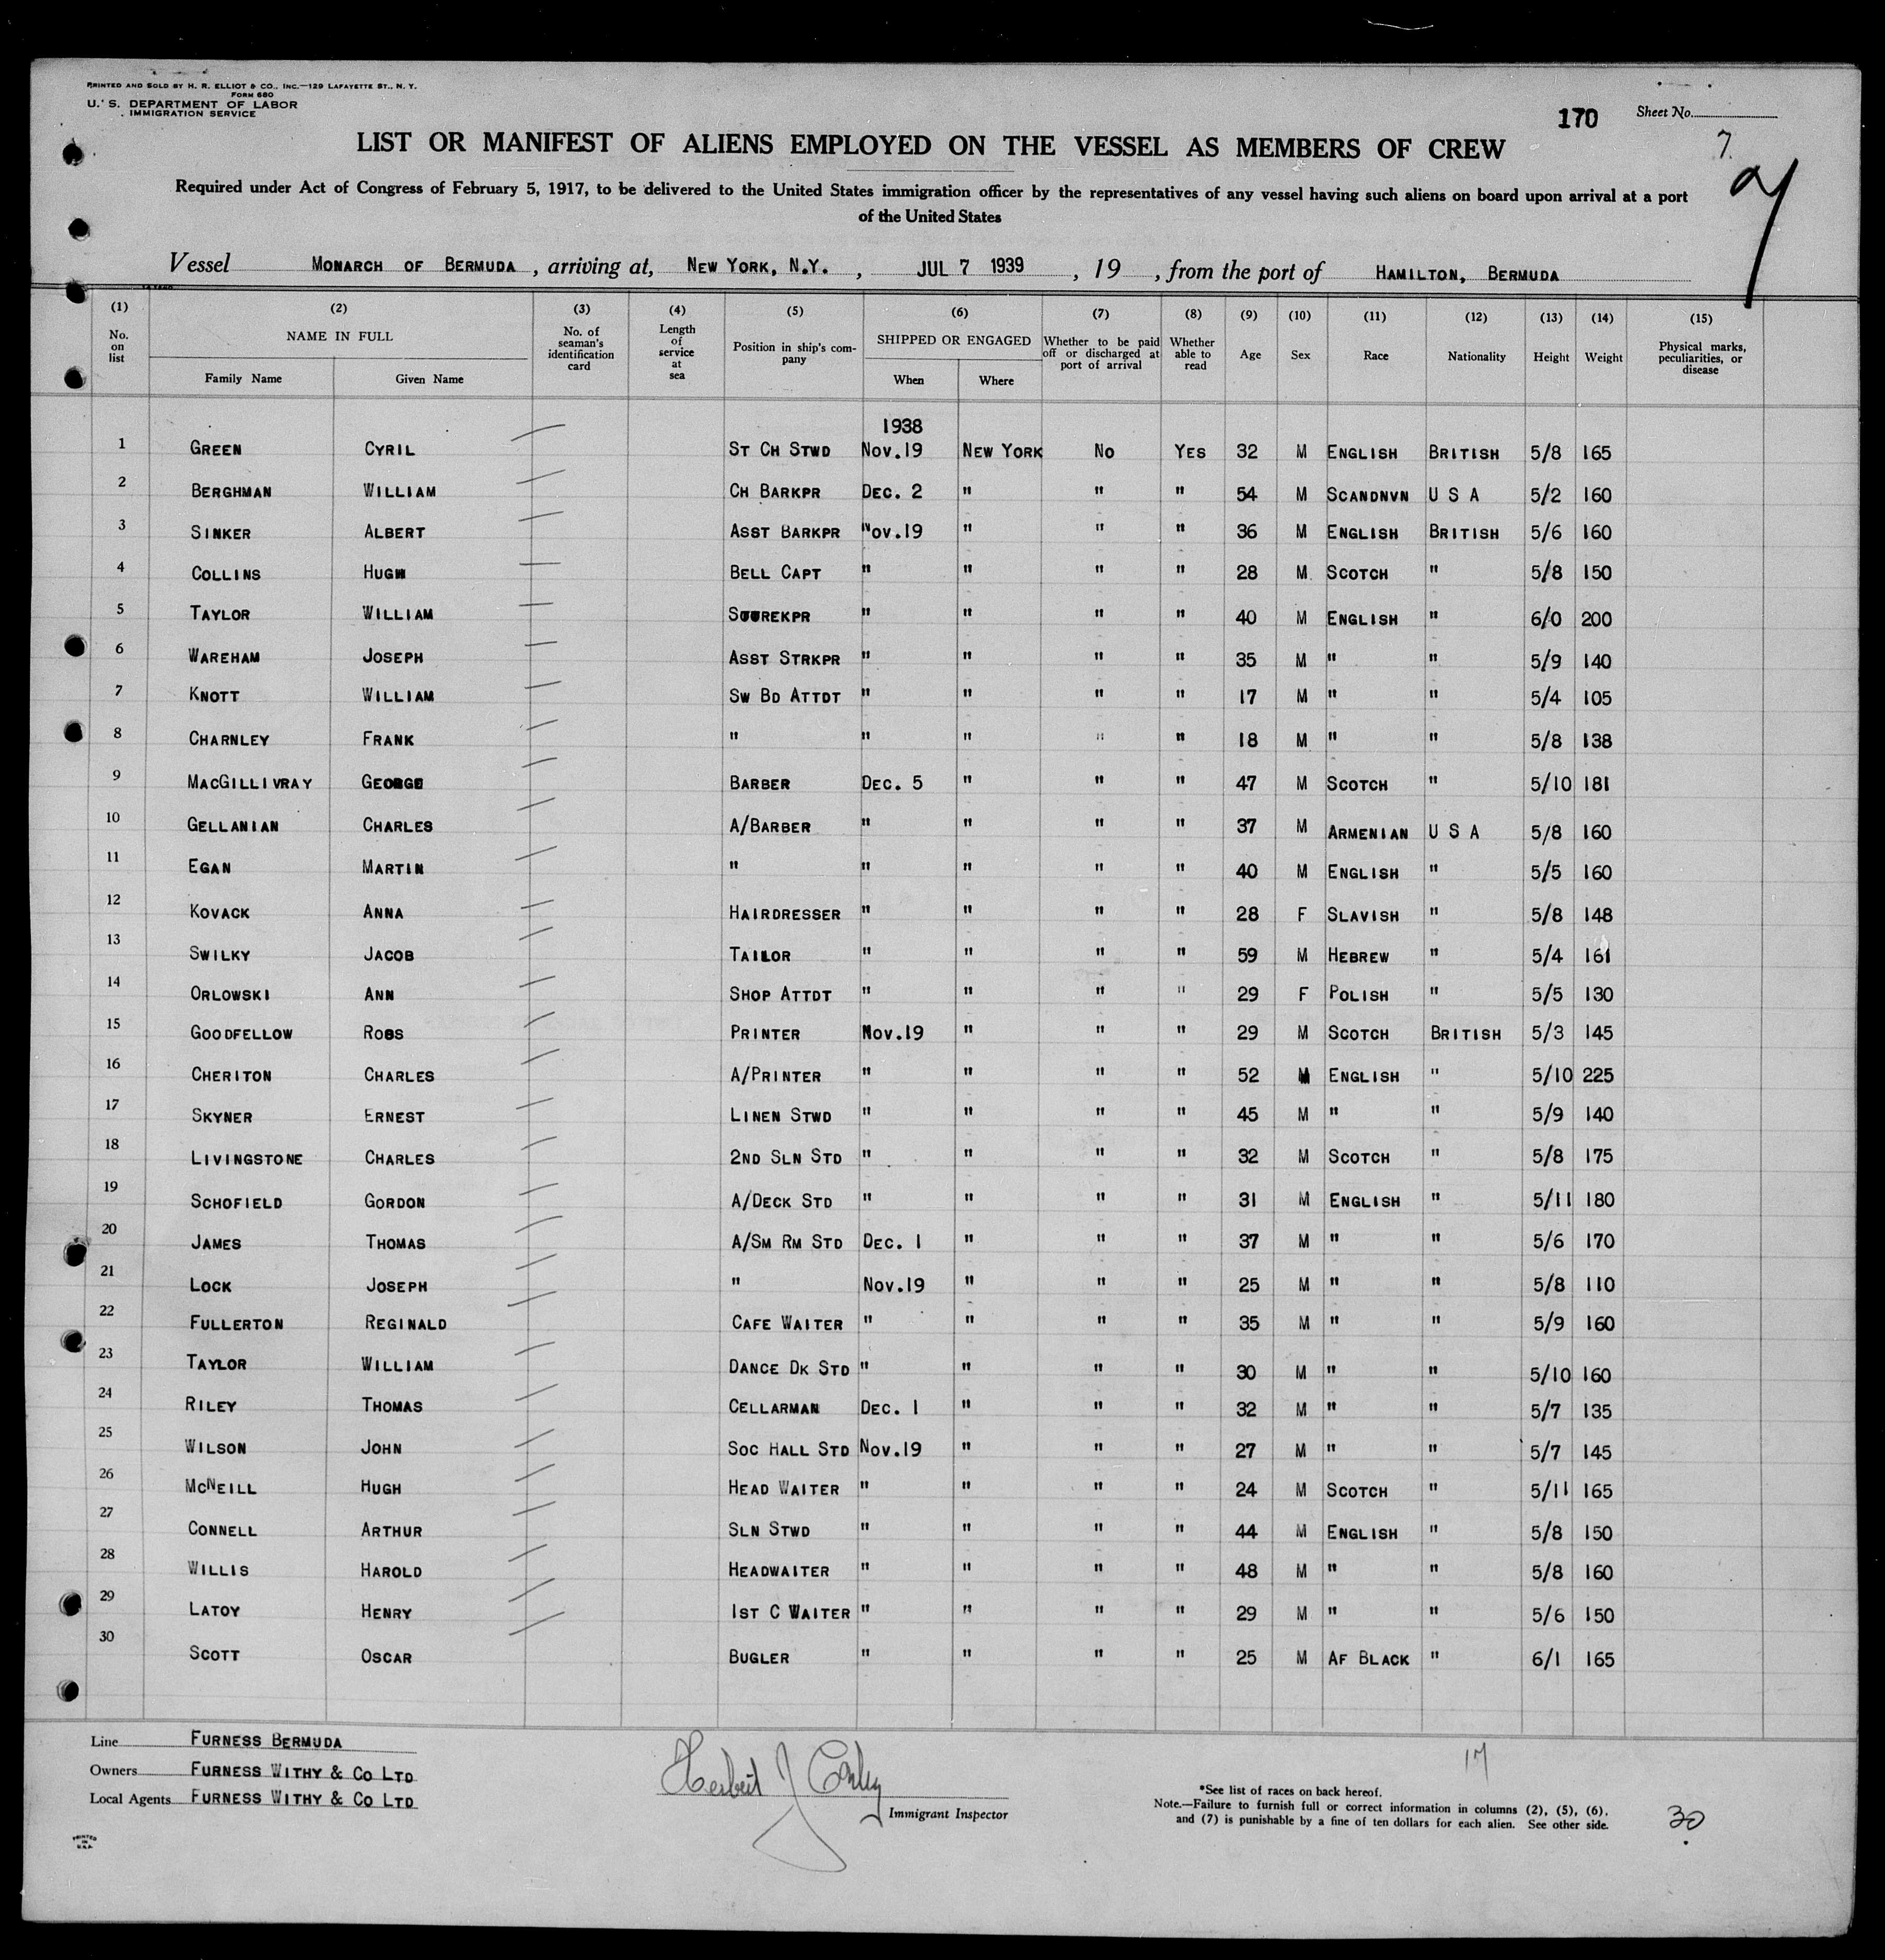 PRINTED AND SOLD BY H. R. ELLIOT & CO., INC.—129 LAFAYETTE ST., N. Y.
FORM 680
U. S. DEPARTMENT OF LABOR
IMMIGRATION SERVICE
170 Sheet No.
7.
LIST OR MANIFEST OF ALIENS EMPLOYED ON THE VESSEL AS MEMBERS OF CREW
Required under Act of Congress of February 5, 1917, to be delivered to the United States immigration officer by the representatives of any vessel having such aliens on board upon arrival at a port
of the United States
Vessel MONARCH OF BERMUDA, arriving at, NEW YORK, N.Y., JUL 7 1939, 19 , from the port of HAMILTON, BERMUDA
(1) (2) (3) (4) (5) (6) (7) (8) (9) (10) (11) (12) (13) (14) (15)
No. on list NAME IN FULL Family Name Given Name No. of seaman's identification card Length of service at sea Position in ship's company SHIPPED OR ENGAGED When Where Whether to be paid off or discharged at port of arrival Whether able to read Age Sex Race Nationality Height Weight Physical marks, peculiarities, or disease
1938
1 GREEN CYRIL ST CH STWD NOV.19 NEW YORK NO YES 32 M ENGLISH BRITISH 5/8 165
2 BERGHMAN WILLIAM CH BARKPR DEC. 2 " " " 54 M SCANDNVN U S A 5/2 160
3 SINKER ALBERT ASST BARKPR NOV.19 " " " 36 M ENGLISH BRITISH 5/6 160
4 COLLINS HUGH BELL CAPT " " " " 28 M SCOTCH " 5/8 150
5 TAYLOR WILLIAM STOREKPR " " " " 40 M ENGLISH " 6/0 200
6 WAREHAM JOSEPH ASST STRKPR " " " " 35 M " " 5/9 140
7 KNOTT WILLIAM SW BD ATTDT " " " " 17 M " " 5/4 105
8 CHARNLEY FRANK " " " " " 18 M " " 5/8 138
9 MACGILLIVRAY GEORGE BARBER DEC. 5 " " " 47 M SCOTCH " 5/10 181
10 GELLANIAN CHARLES A/BARBER " " " " 37 M ARMENIAN U S A 5/8 160
11 EGAN MARTIN " " " " " 40 M ENGLISH " 5/5 160
12 KOVACK ANNA HAIRDRESSER " " " " 28 F SLAVISH " 5/8 148
13 SWILKY JACOB TAILOR " " " " 59 M HEBREW " 5/4 161
14 ORLOWSKI ANN SHOP ATTDT " " " " 29 F POLISH " 5/5 130
15 GOODFELLOW ROSS PRINTER NOV.19 " " " 29 M SCOTCH BRITISH 5/3 145
16 CHERITON CHARLES A/PRINTER " " " " 52 M ENGLISH " 5/10 225
17 SKYNER ERNEST LINEN STWD " " " " 45 M " " 5/9 140
18 LIVINGSTONE CHARLES 2ND SLN STD " " " " 32 M SCOTCH " 5/8 175
19 SCHOFIELD GORDON A/DECK STD " " " " 31 M ENGLISH " 5/11 180
20 JAMES THOMAS A/SM RM STD DEC. 1 " " " 37 M " " 5/6 170
21 LOCK JOSEPH " NOV.19 " " " 25 M " " 5/8 110
22 FULLERTON REGINALD CAFE WAITER " " " " 35 M " " 5/9 160
23 TAYLOR WILLIAM DANCE DK STD " " " " 30 M " " 5/10 160
24 RILEY THOMAS CELLARMAN DEC. 1 " " " 32 M " " 5/7 135
25 WILSON JOHN SOC HALL STD NOV.19 " " " 27 M " " 5/7 145
26 MCNEILL HUGH HEAD WAITER " " " " 24 M SCOTCH " 5/11 165
27 CONNELL ARTHUR SLN STWD " " " " 44 M ENGLISH " 5/8 150
28 WILLIS HAROLD HEADWAITER " " " " 48 M " " 5/8 160
29 LATOY HENRY 1ST C WAITER " " " " 29 M " " 5/6 150
30 SCOTT OSCAR BUGLER " " " " 25 M AF BLACK " 6/1 165
Line FURNESS BERMUDA
Owners FURNESS WITHY & CO LTD
Local Agents FURNESS WITHY & CO LTD
Herbert J
Immigrant Inspector
17
*See list of races on back hereof.
Note.—Failure to furnish full or correct information in columns (2), (5), (6),
and (7) is punishable by a fine of ten dollars for each alien. See other side.
30
PRINTED
IN
U.S.A.